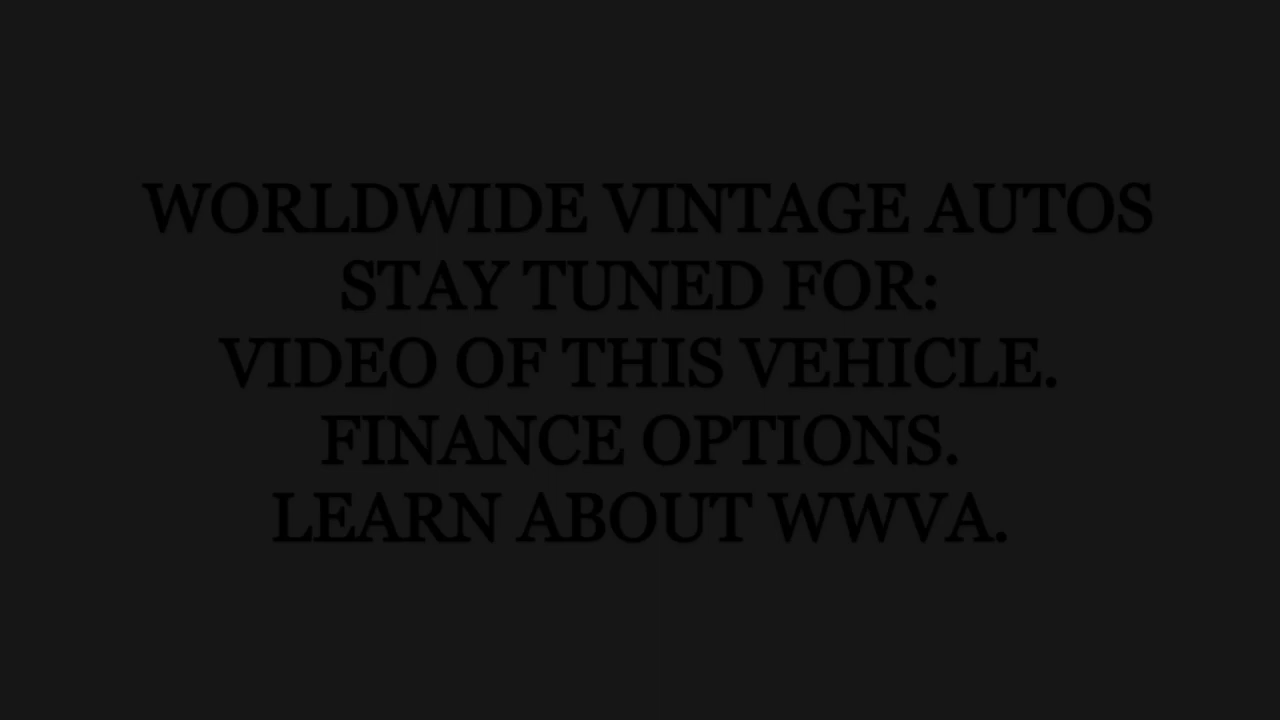 WORLDWIDE VINTAGE AUTOS
STAY TUNED FOR:
VIDEO OF THIS VEHICLE.
FINANCE OPTIONS.
LEARN ABOUT WWVA.